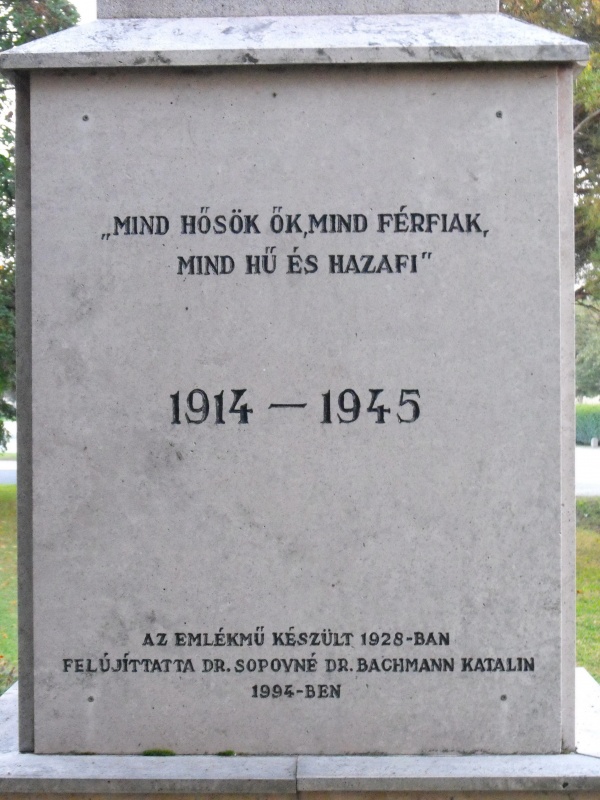 „MIND HŐSÖK ŐK, MIND FÉRFIAK,
MIND HŰ ÉS HAZAFI"
1914 — 1945
AZ EMLÉKMŰ KÉSZÜLT 1928-BAN
FELÚJÍTTATTA DR. SOPOVNÉ DR. BACHMANN KATALIN
1994-BEN